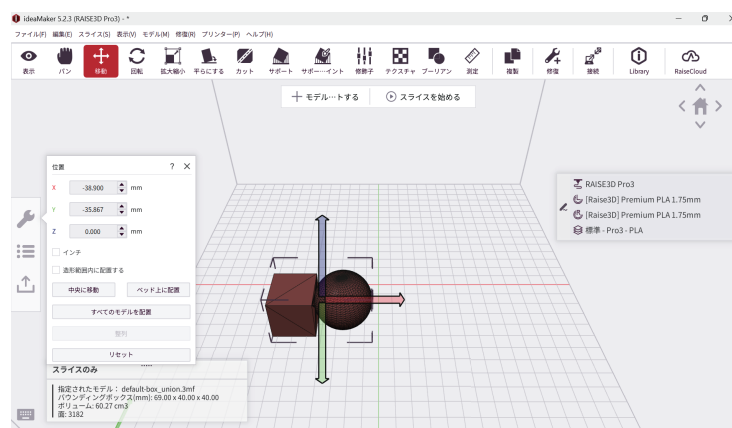 ideaMaker 5.2.3 (RAISE3D Pro3) - *
ファイル(F) 編集(E) スライス(S) 表示(V) モデル(M) 修復(R) プリンター(P) ヘルプ(H)
表示 パン 移動 回転 拡大縮小 平らにする カット サポート サポー…イント 修飾子 テクスチャ ブーリアン 測定 複製 修復 接続 Library RaiseCloud
モデル…トする スライスを始める
位置 ? ×
X -38.900 mm
Y -35.867 mm
Z 0.000 mm
インチ
造形範囲内に配置する
中央に移動 ベッド上に配置
すべてのモデルを配置
整列
リセット
RAISE3D Pro3
[Raise3D] Premium PLA 1.75mm
[Raise3D] Premium PLA 1.75mm
標準 - Pro3 - PLA
スライスのみ
指定されたモデル： default-box_union.3mf
バウンディングボックス(mm): 69.00 x 40.00 x 40.00
ボリューム: 60.27 cm3
面: 3182